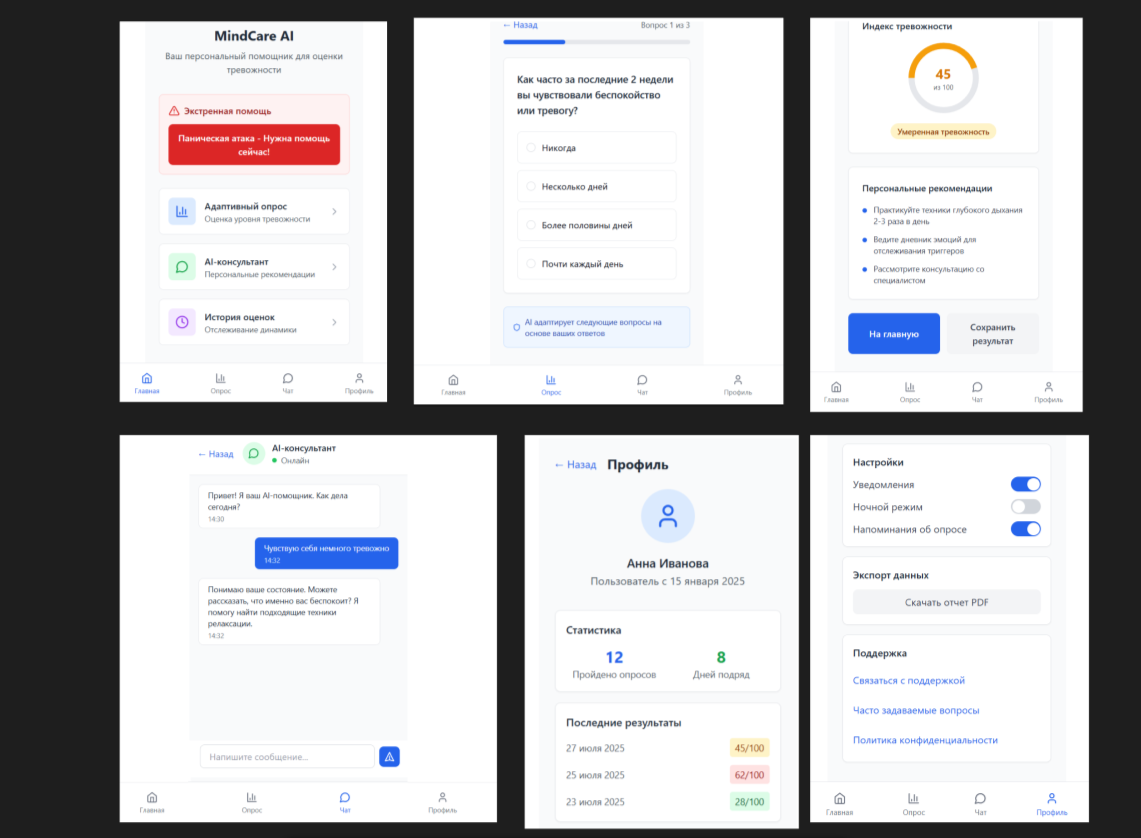 MindCare AI
Ваш персональный помощник для оценки
тревожности
Экстренная помощь
Паническая атака - Нужна помощь
сейчас!
Адаптивный опрос
Оценка уровня тревожности
AI-консультант
Персональные рекомендации
История оценок
Отслеживание динамики
Главная
Опрос
Чат
Профиль
← Назад
Вопрос 1 из 3
Как часто за последние 2 недели
вы чувствовали беспокойство
или тревогу?
Никогда
Несколько дней
Более половины дней
Почти каждый день
AI адаптирует следующие вопросы на
основе ваших ответов
Главная
Опрос
Чат
Профиль
Индекс тревожности
45
из 100
Умеренная тревожность
Персональные рекомендации
Практикуйте техники глубокого дыхания
2-3 раза в день
Ведите дневник эмоций для
отслеживания триггеров
Рассмотрите консультацию со
специалистом
На главную
Сохранить
результат
Главная
Опрос
Чат
Профиль
← Назад
AI-консультант
Онлайн
Привет! Я ваш AI-помощник. Как дела
сегодня?
14:30
Чувствую себя немного тревожно
14:32
Понимаю ваше состояние. Можете
рассказать, что именно вас беспокоит? Я
помогу найти подходящие техники
релаксации.
14:32
Напишите сообщение...
Главная
Опрос
Чат
Профиль
← Назад
Профиль
Анна Иванова
Пользователь с 15 января 2025
Статистика
12
Пройдено опросов
8
Дней подряд
Последние результаты
27 июля 2025
45/100
25 июля 2025
62/100
23 июля 2025
28/100
Настройки
Уведомления
Ночной режим
Напоминания об опросе
Экспорт данных
Скачать отчет PDF
Поддержка
Связаться с поддержкой
Часто задаваемые вопросы
Политика конфиденциальности
Главная
Опрос
Чат
Профиль